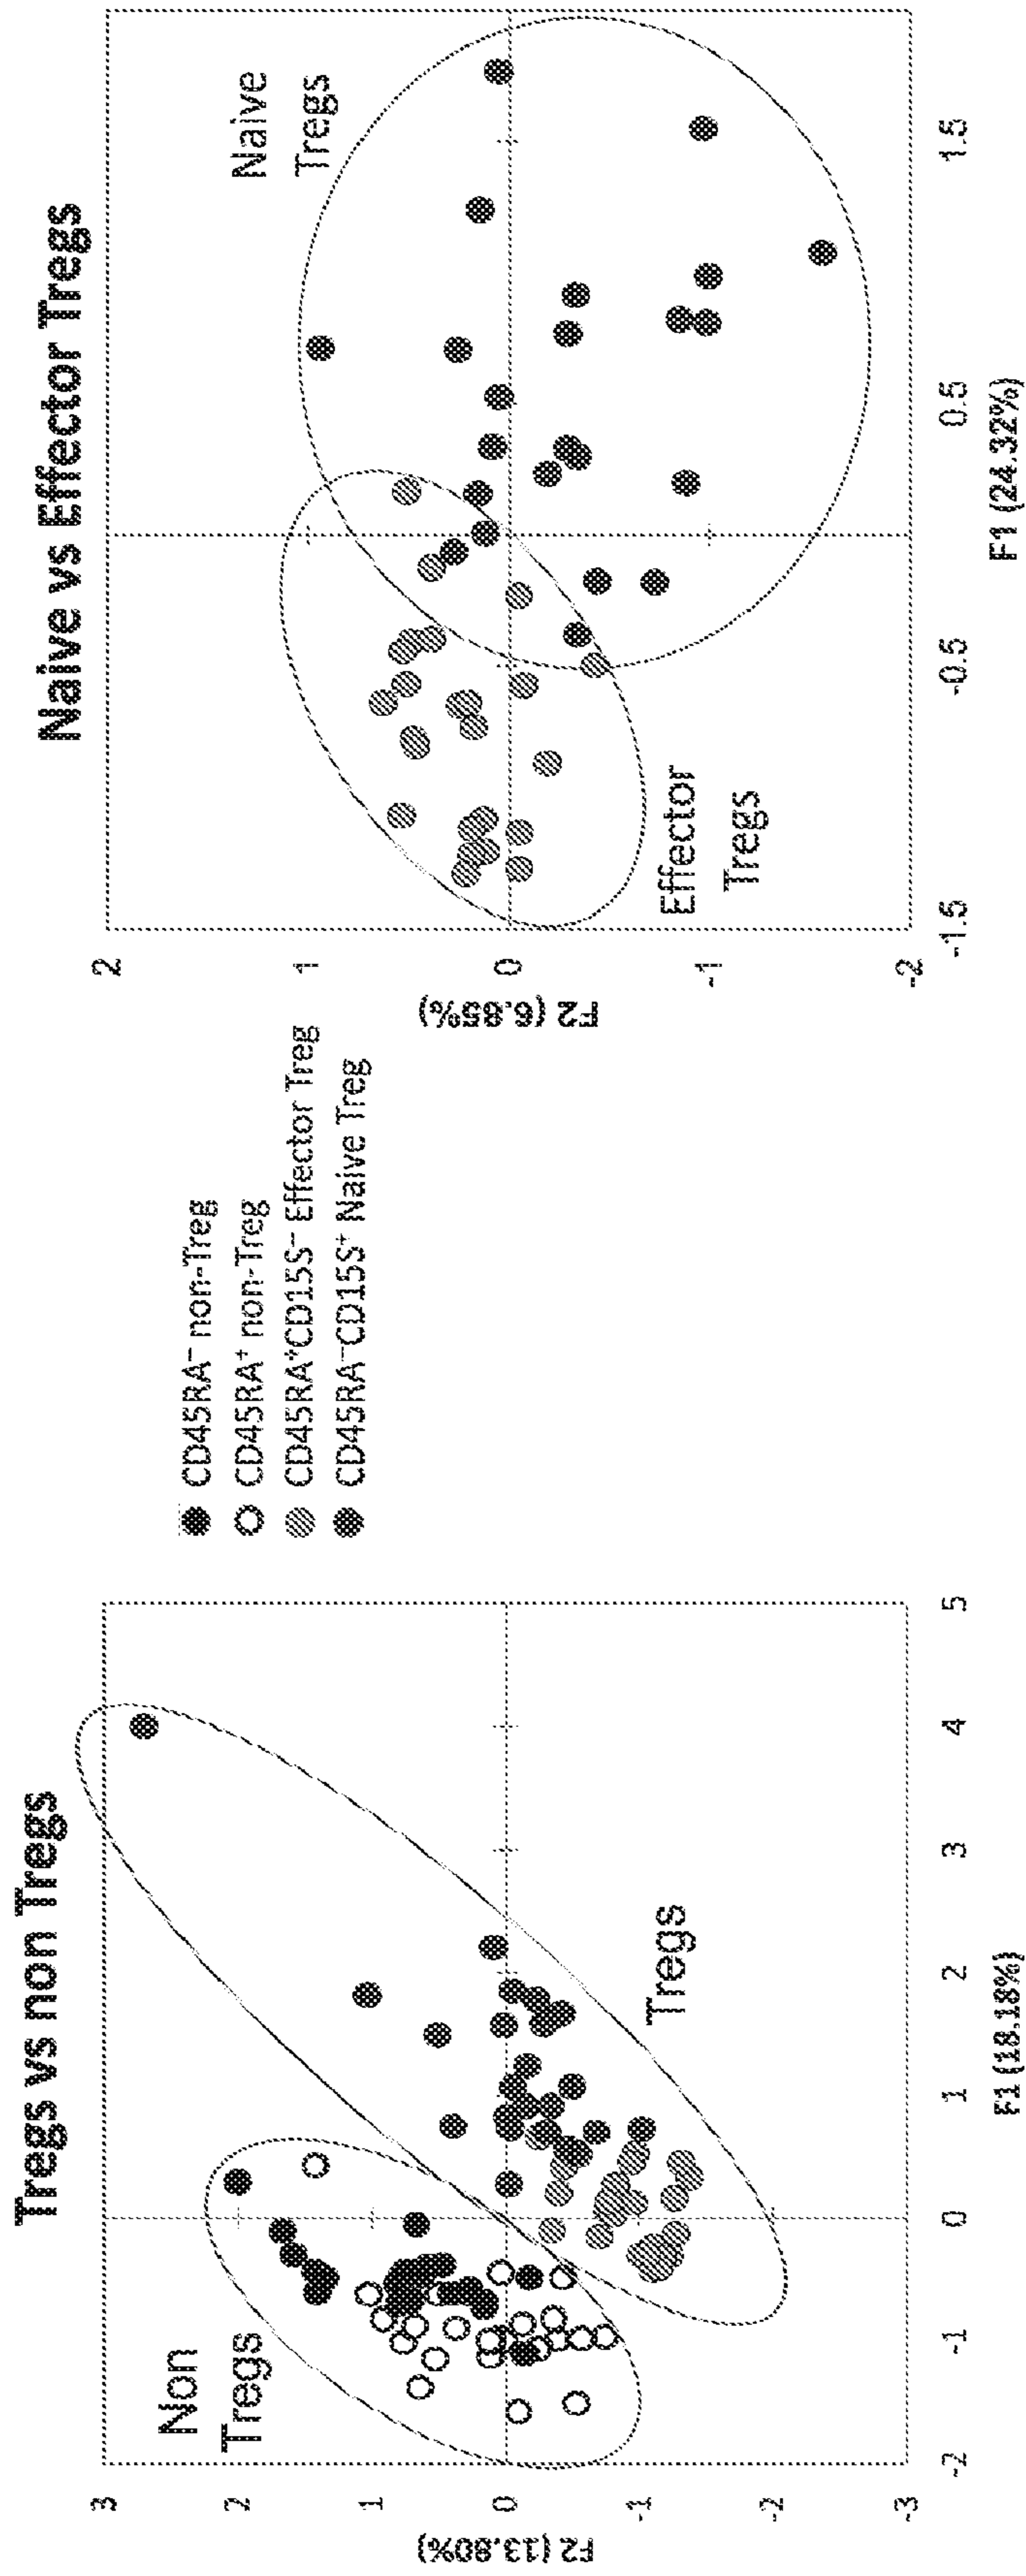 Tregs vs non Tregs
3
2
1
0
-1
-2
-3
F2 (13.80%)
-2
-1
0
1
2
3
4
5
F1 (18.18%)
Non
Tregs
Tregs
CD45RA⁻ non-Treg
CD45RA⁺ non-Treg
CD45RA⁺CD15S⁻ Effector Treg
CD45RA⁻CD15S⁺ Naive Treg
Naive vs Effector Tregs
2
1
0
-1
-2
F2 (6.85%)
-1.5
-0.5
0.5
1.5
F1 (24.32%)
Naive
Tregs
Effector
Tregs